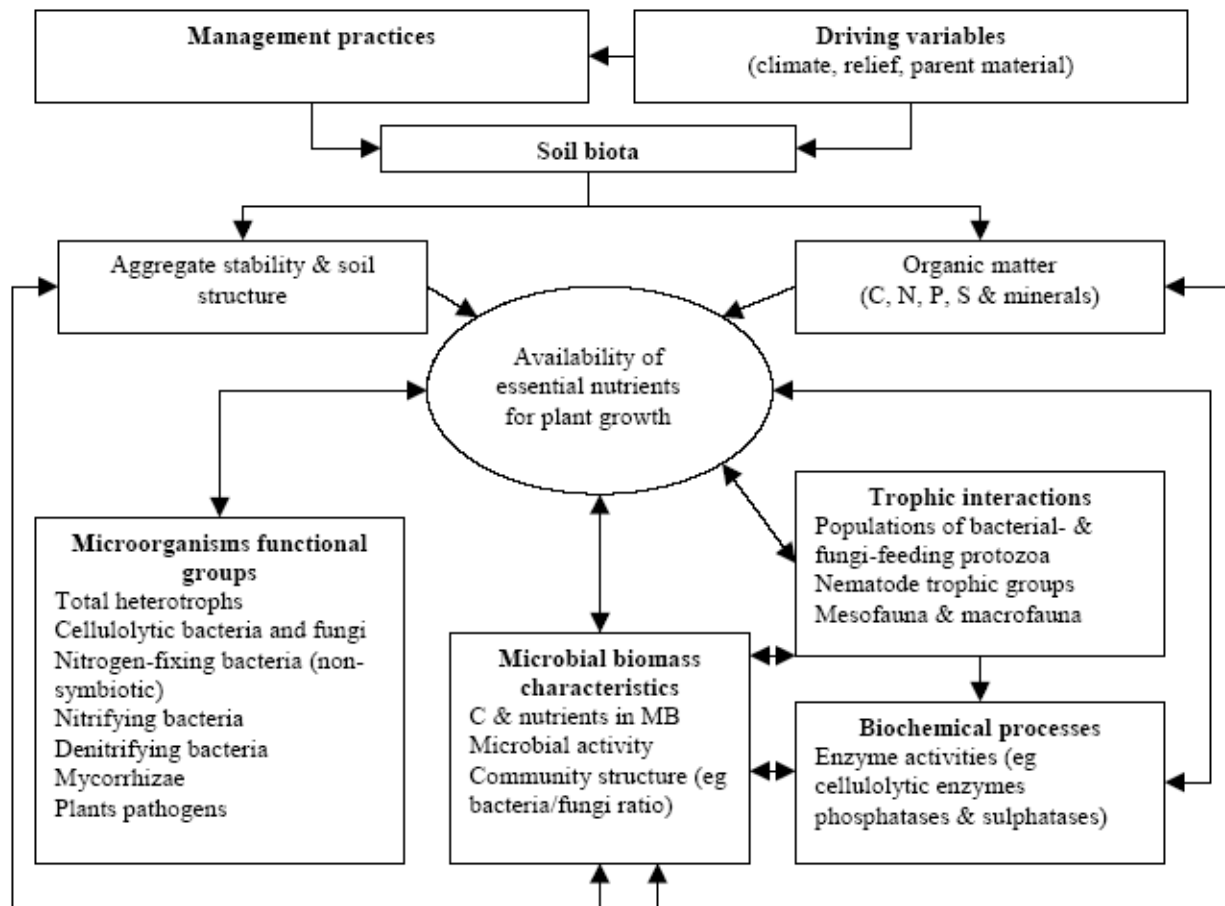 Management practices
Driving variables
(climate, relief, parent material)
Soil biota
Aggregate stability & soil
structure
Organic matter
(C, N, P, S & minerals)
Availability of
essential nutrients
for plant growth
Microorganisms functional
groups
Total heterotrophs
Cellulolytic bacteria and fungi
Nitrogen-fixing bacteria (non-
symbiotic)
Nitrifying bacteria
Denitrifying bacteria
Mycorrhizae
Plants pathogens
Trophic interactions
Populations of bacterial- &
fungi-feeding protozoa
Nematode trophic groups
Mesofauna & macrofauna
Microbial biomass
characteristics
C & nutrients in MB
Microbial activity
Community structure (eg
bacteria/fungi ratio)
Biochemical processes
Enzyme activities (eg
cellulolytic enzymes
phosphatases & sulphatases)